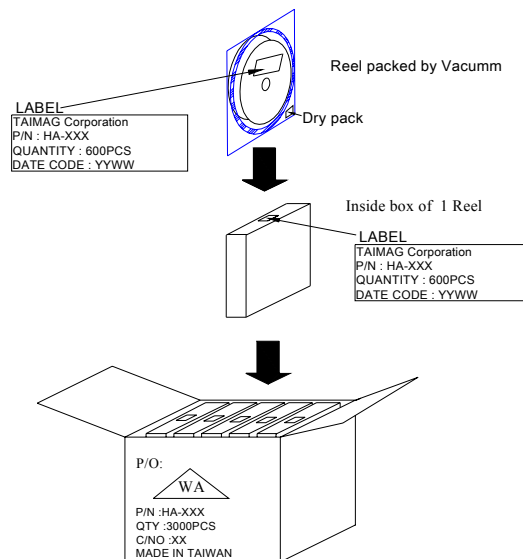 Reel packed by Vacumm
LABEL
TAIMAG Corporation
P/N : HA-XXX
QUANTITY : 600PCS
DATE CODE : YYWW
Dry pack
Inside box of 1 Reel
LABEL
TAIMAG Corporation
P/N : HA-XXX
QUANTITY : 600PCS
DATE CODE : YYWW
P/O:
WA
P/N :HA-XXX
QTY :3000PCS
C/NO :XX
MADE IN TAIWAN